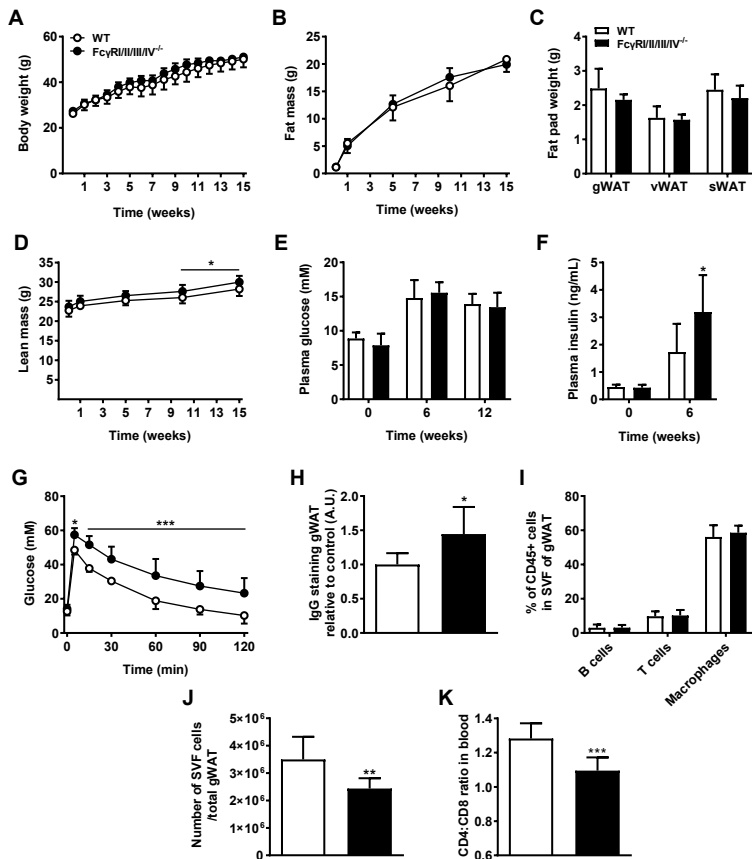 A
WT
FcγRI/II/III/IV-/-
Body weight (g)
80
60
40
20
0
1 3 5 7 9 11 13 15
Time (weeks)
B
Fat mass (g)
30
20
10
0
1 3 5 7 9 11 13 15
Time (weeks)
C
WT
FcγRI/II/III/IV-/-
Fat pad weight (g)
4
3
2
1
0
gWAT vWAT sWAT
D
*
Lean mass (g)
35
30
25
20
15
10
5
1 3 5 7 9 11 13 15
Time (weeks)
E
Plasma glucose (mM)
20
15
10
5
0
0 6 12
Time (weeks)
F
*
Plasma insulin (ng/mL)
5
4
3
2
1
0
0 6
Time (weeks)
G
* ***
Glucose (mM)
80
60
40
20
0
0 30 60 90 120
Time (min)
H
*
IgG staining gWAT
relative to control (A.U.)
2.0
1.5
1.0
0.5
0.0
I
% of CD45+ cells
in SVF of gWAT
80
60
40
20
0
B cells
T cells
Macrophages
J
**
Number of SVF cells
/total gWAT
5×10⁶
4×10⁶
3×10⁶
2×10⁶
1×10⁶
0
K
***
CD4:CD8 ratio in blood
1.4
1.2
1.0
0.8
0.6